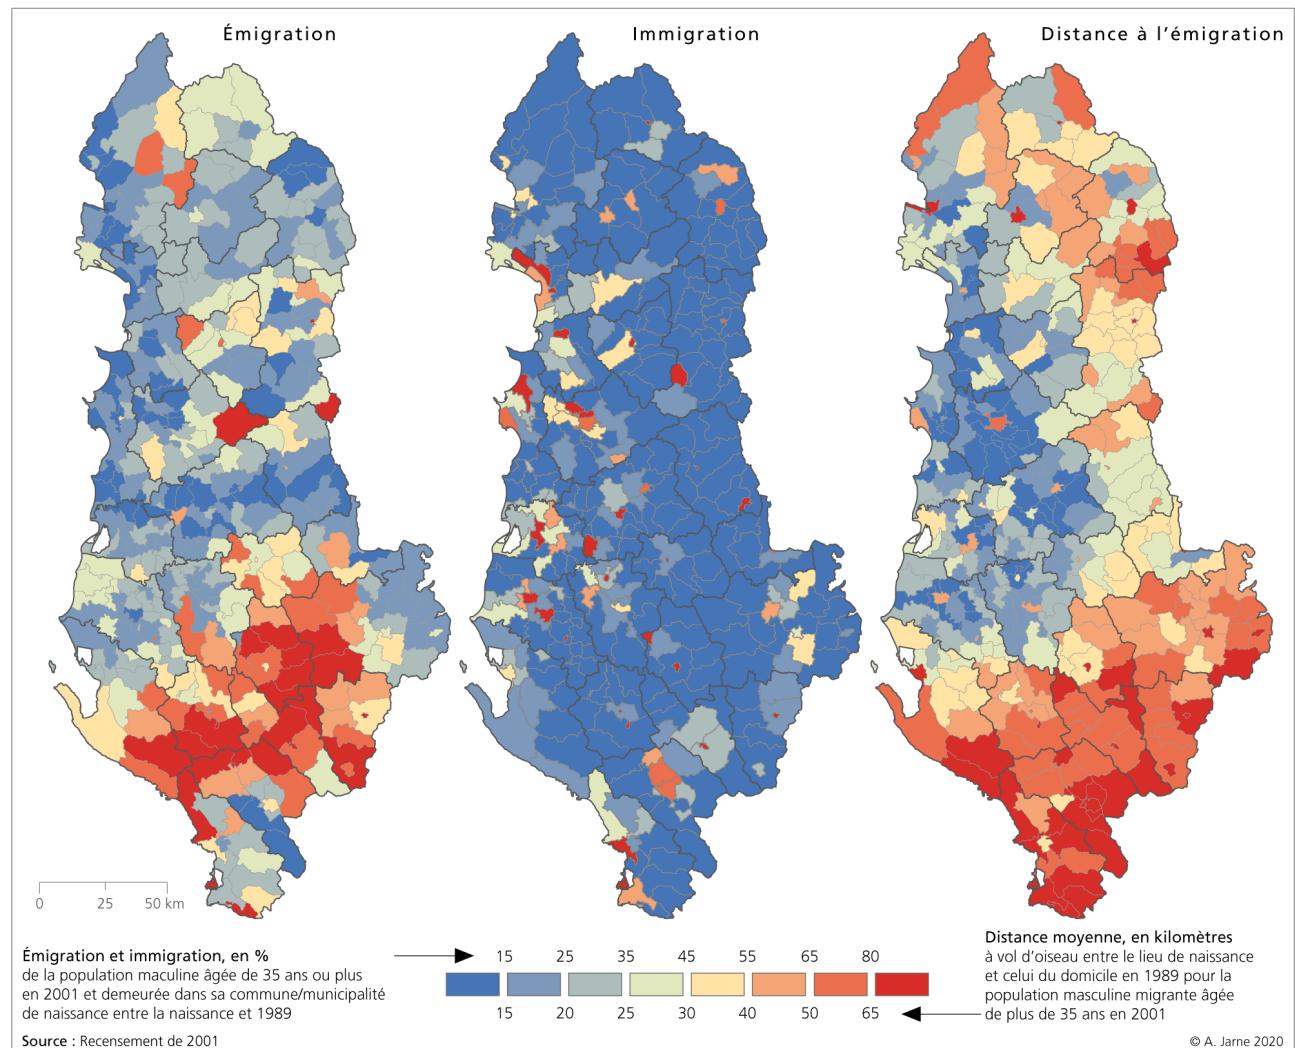 Émigration
Immigration
Distance à l'émigration
0 25 50 km
Émigration et immigration, en %
de la population maculine âgée de 35 ans ou plus
en 2001 et demeurée dans sa commune/municipalité
de naissance entre la naissance et 1989
15 25 35 45 55 65 80
15 20 25 30 40 50 65
Distance moyenne, en kilomètres
à vol d'oiseau entre le lieu de naissance
et celui du domicile en 1989 pour la
population masculine migrante âgée
de plus de 35 ans en 2001
Source : Recensement de 2001
© A. Jarne 2020